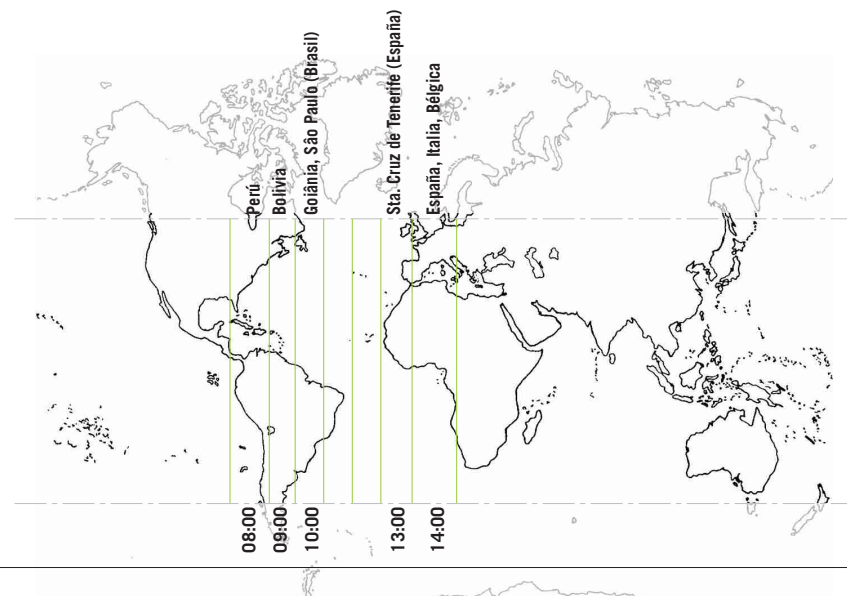 Perú
Bolivia
Goiânia, Sâo Paulo (Brasil)
Sta. Cruz de Tenerife (España)
España, Italia, Bélgica
08:00
09:00
10:00
13:00
14:00